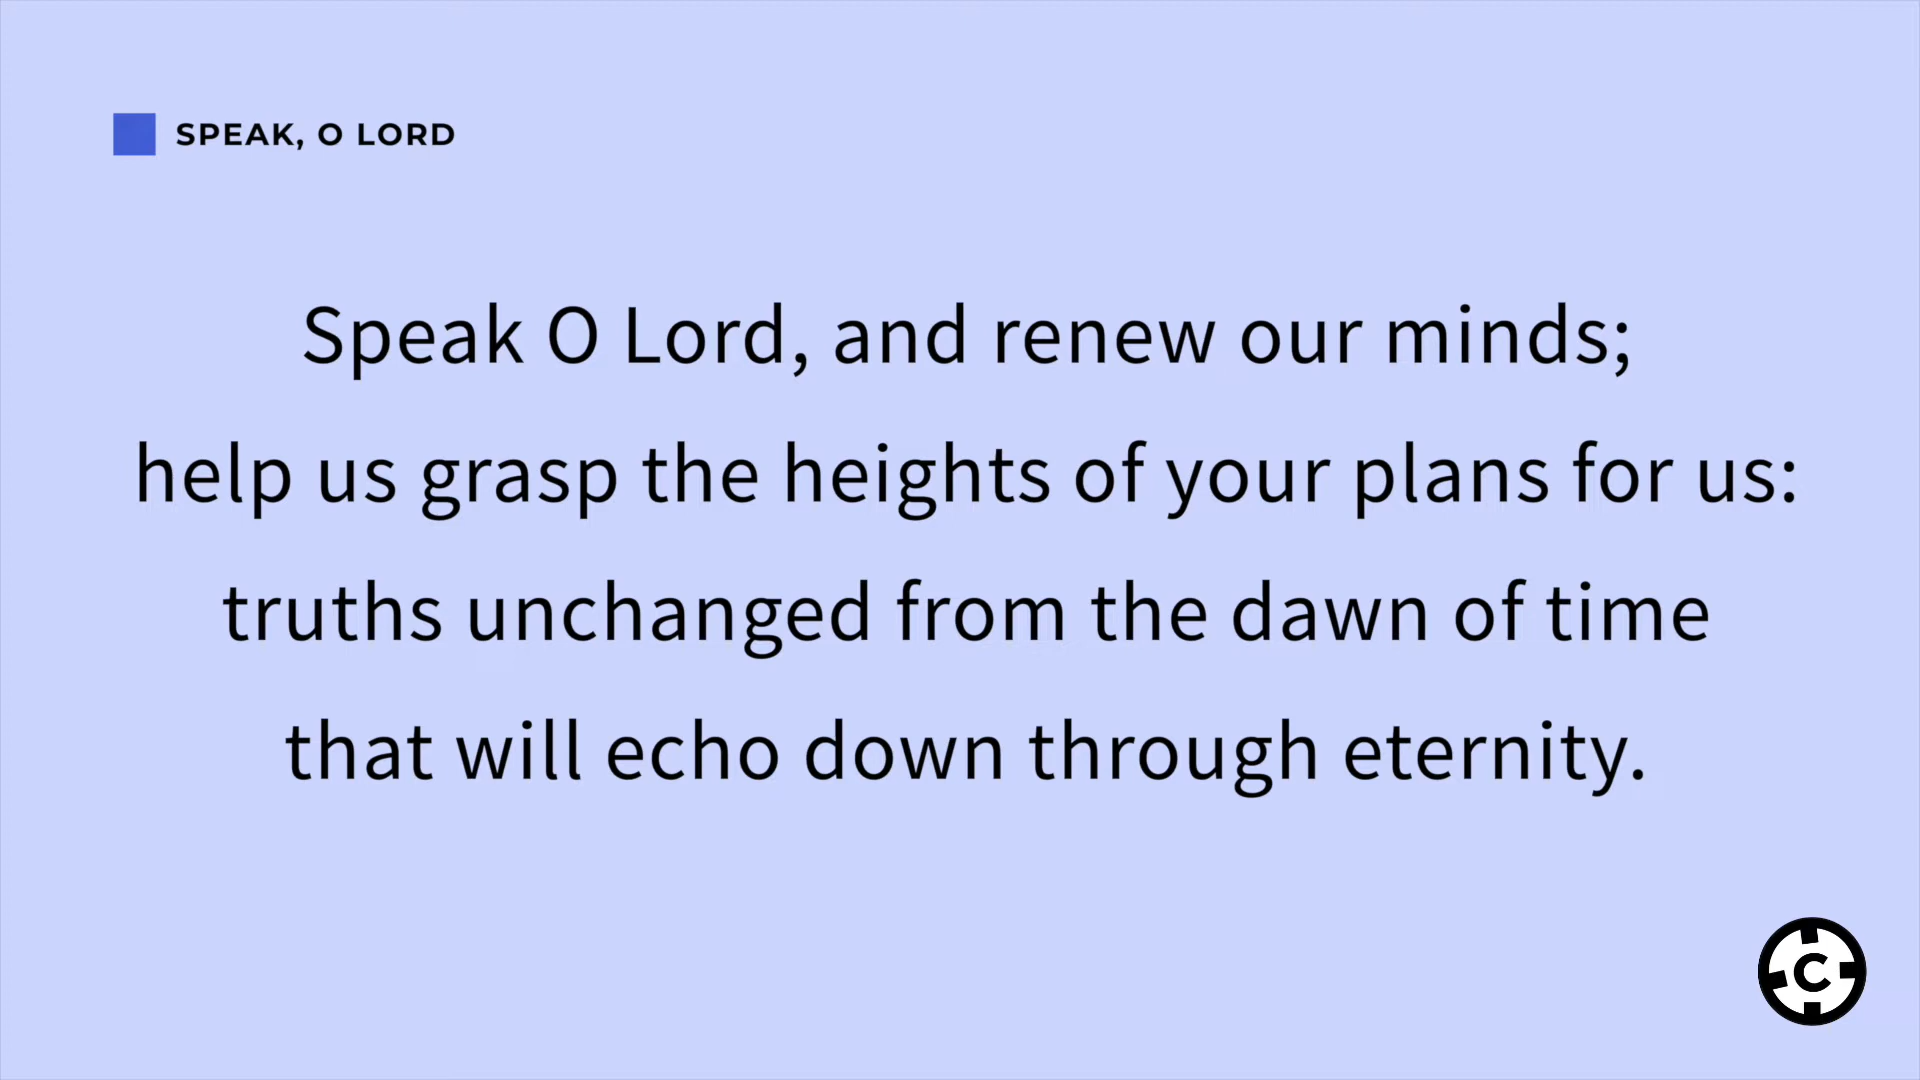 SPEAK, O LORD
Speak O Lord, and renew our minds;
help us grasp the heights of your plans for us:
truths unchanged from the dawn of time
that will echo down through eternity.
C